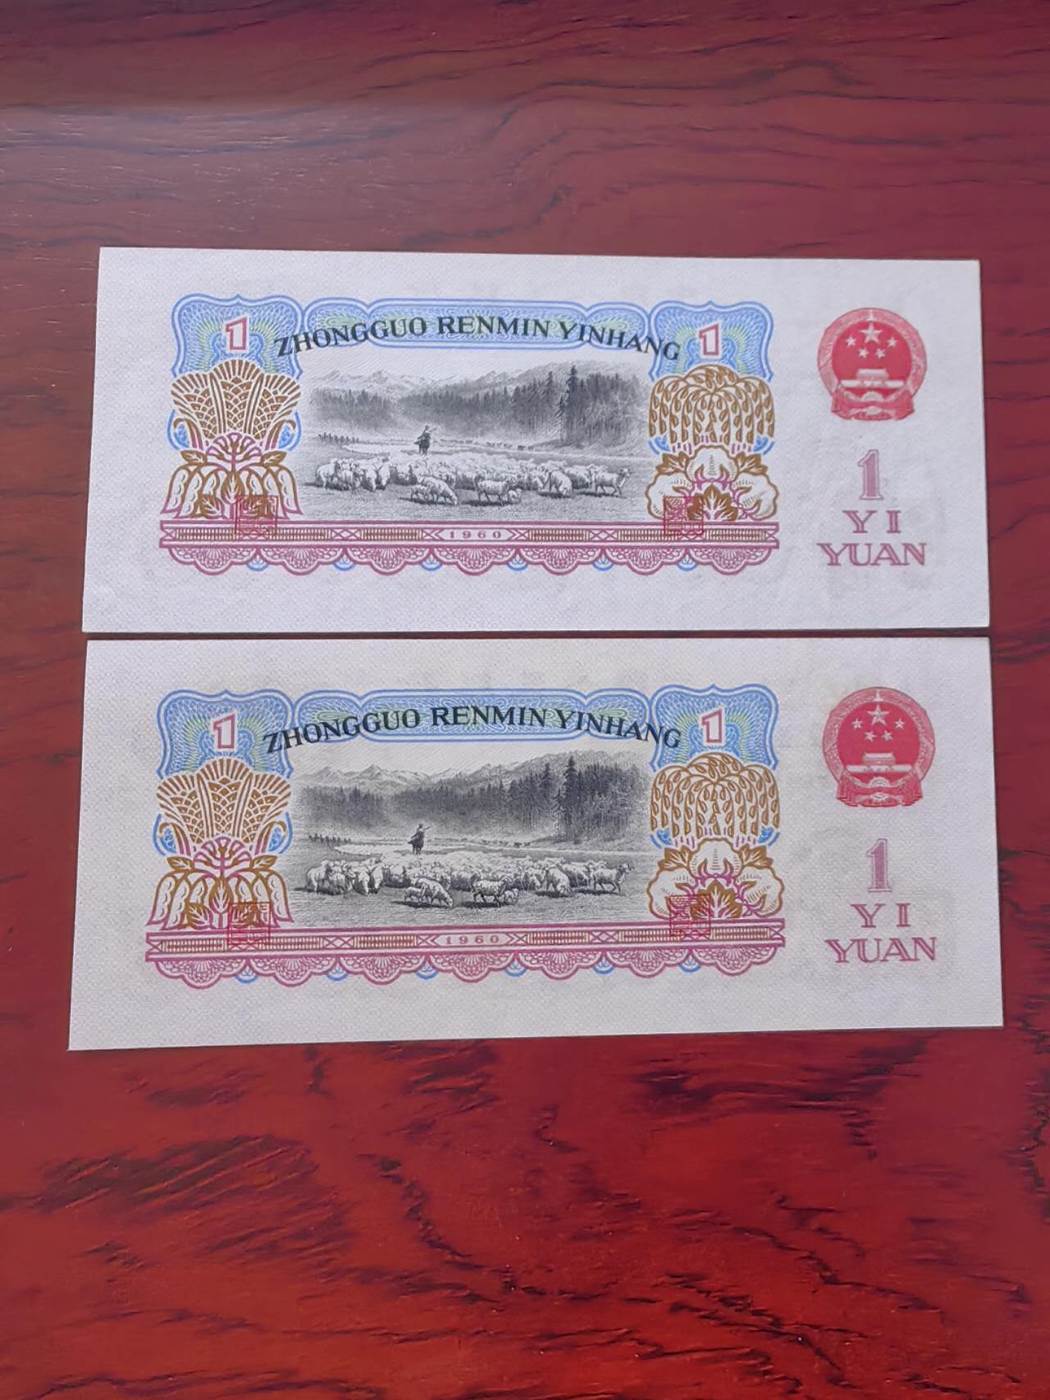 1 ZHONGGUO RENMIN YINHANG 1
1960
1
YI
YUAN
1 ZHONGGUO RENMIN YINHANG 1
1960
1
YI
YUAN